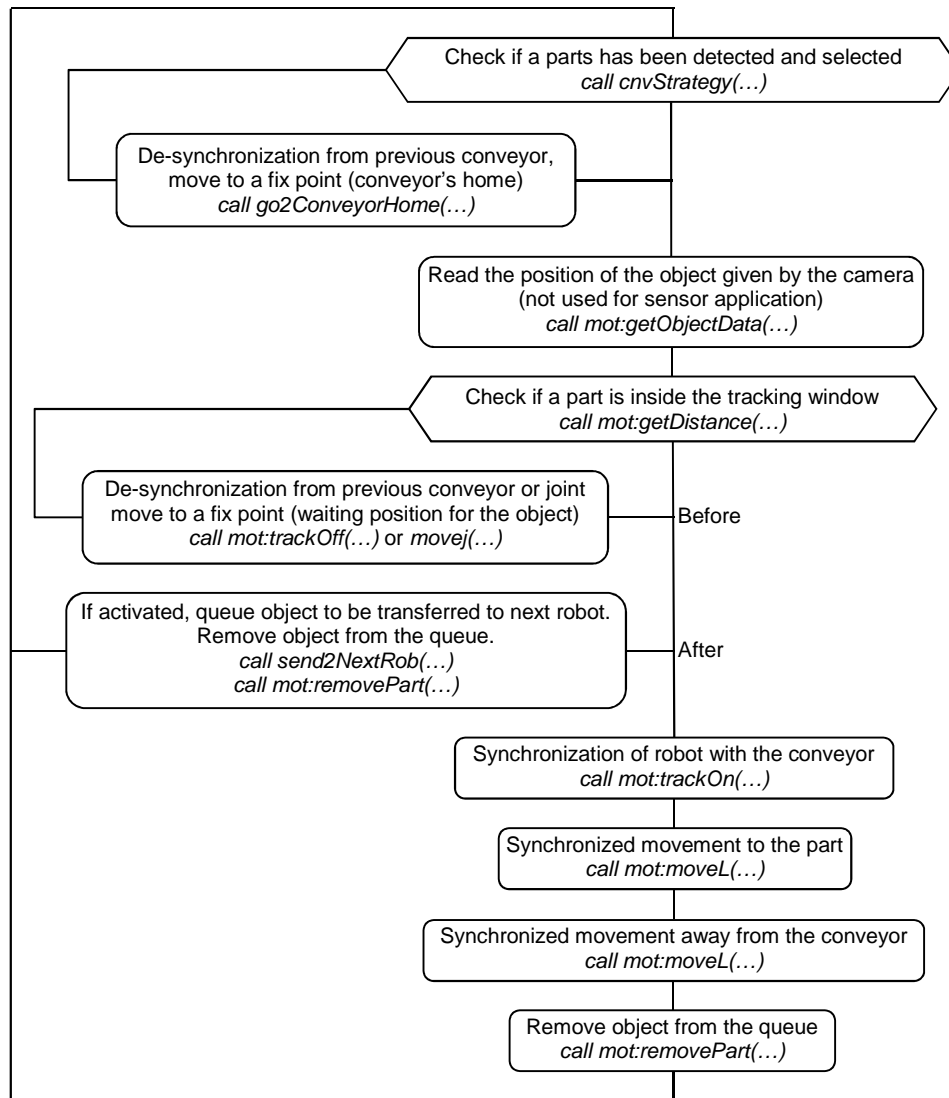 Check if a parts has been detected and selected
call cnvStrategy(…)
De-synchronization from previous conveyor,
move to a fix point (conveyor's home)
call go2ConveyorHome(…)
Read the position of the object given by the camera
(not used for sensor application)
call mot:getObjectData(…)
Check if a part is inside the tracking window
call mot:getDistance(…)
De-synchronization from previous conveyor or joint
move to a fix point (waiting position for the object)
call mot:trackOff(…) or movej(…)
Before
If activated, queue object to be transferred to next robot.
Remove object from the queue.
call send2NextRob(…)
call mot:removePart(…)
After
Synchronization of robot with the conveyor
call mot:trackOn(…)
Synchronized movement to the part
call mot:moveL(…)
Synchronized movement away from the conveyor
call mot:moveL(…)
Remove object from the queue
call mot:removePart(…)